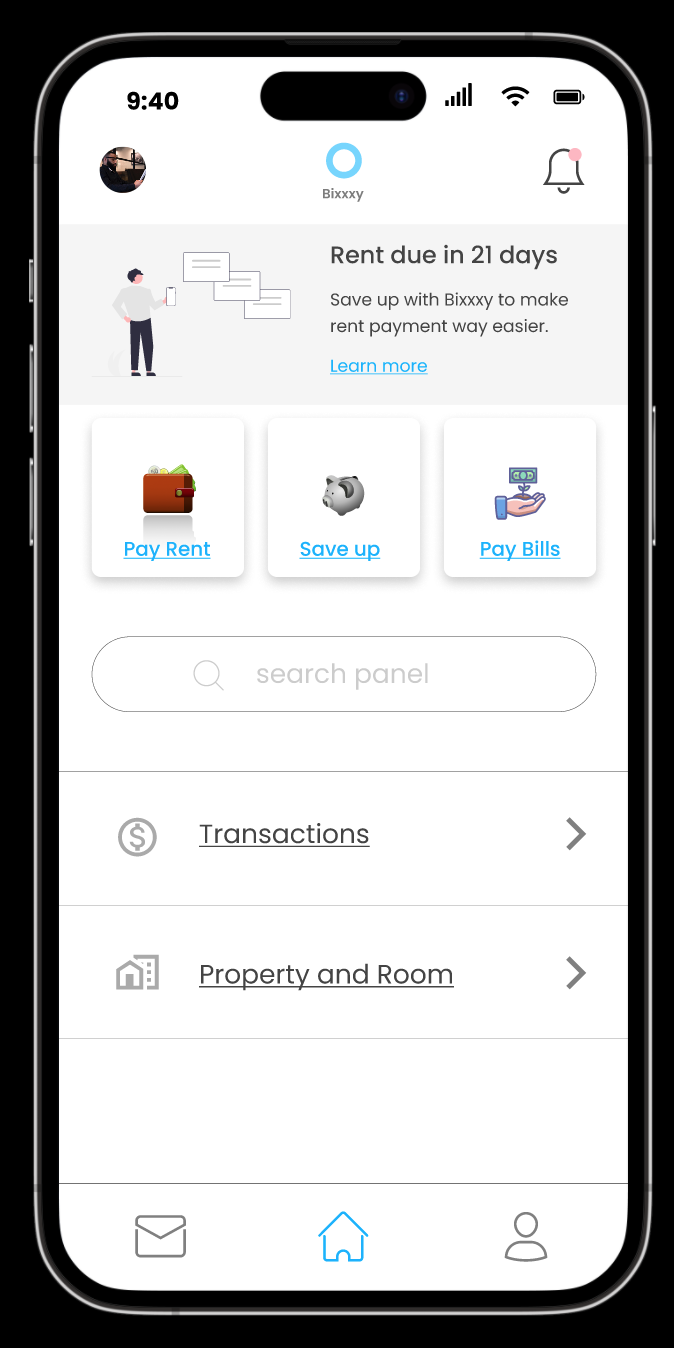 9:40
Bixxxy
Rent due in 21 days
Save up with Bixxxy to make
rent payment way easier.
Learn more
Pay Rent
Save up
Pay Bills
search panel
Transactions
Property and Room